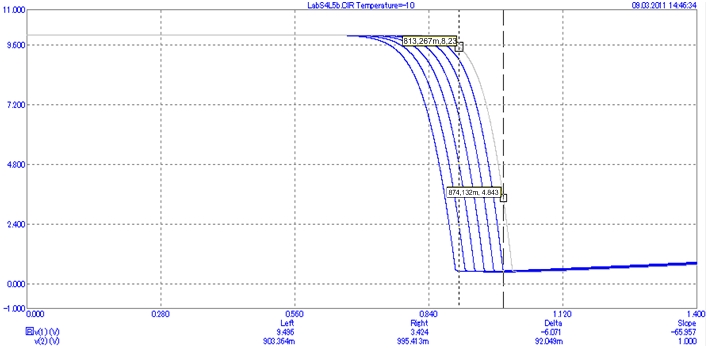 LabS4L5b.CIR Temperature=-10 09.03.2011 14:46:34
11.000
9.600
7.200
4.800
2.400
0.000
-1.000
813,267m,8,23
874,132m, 4.843
0.000 0.280 0.560 0.840 1.120 1.400
Left Right Delta Slope
v(1) (V) 9.495 3.424 -6.071 -65.957
v(2) (V) 903.364m 995.413m 92.049m 1.000